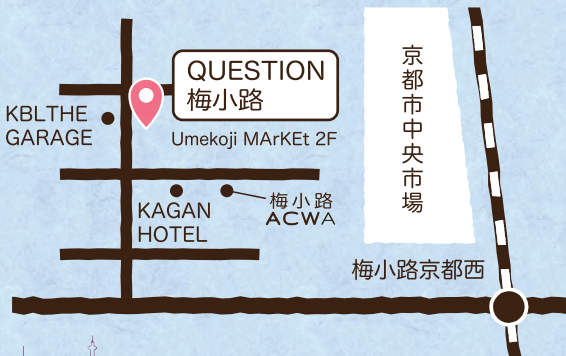 QUESTION
梅小路
Umekoji MArKEt 2F
KBLTHE
GARAGE
京都市中央市場
KAGAN
HOTEL
梅小路
ACWA
梅小路京都西